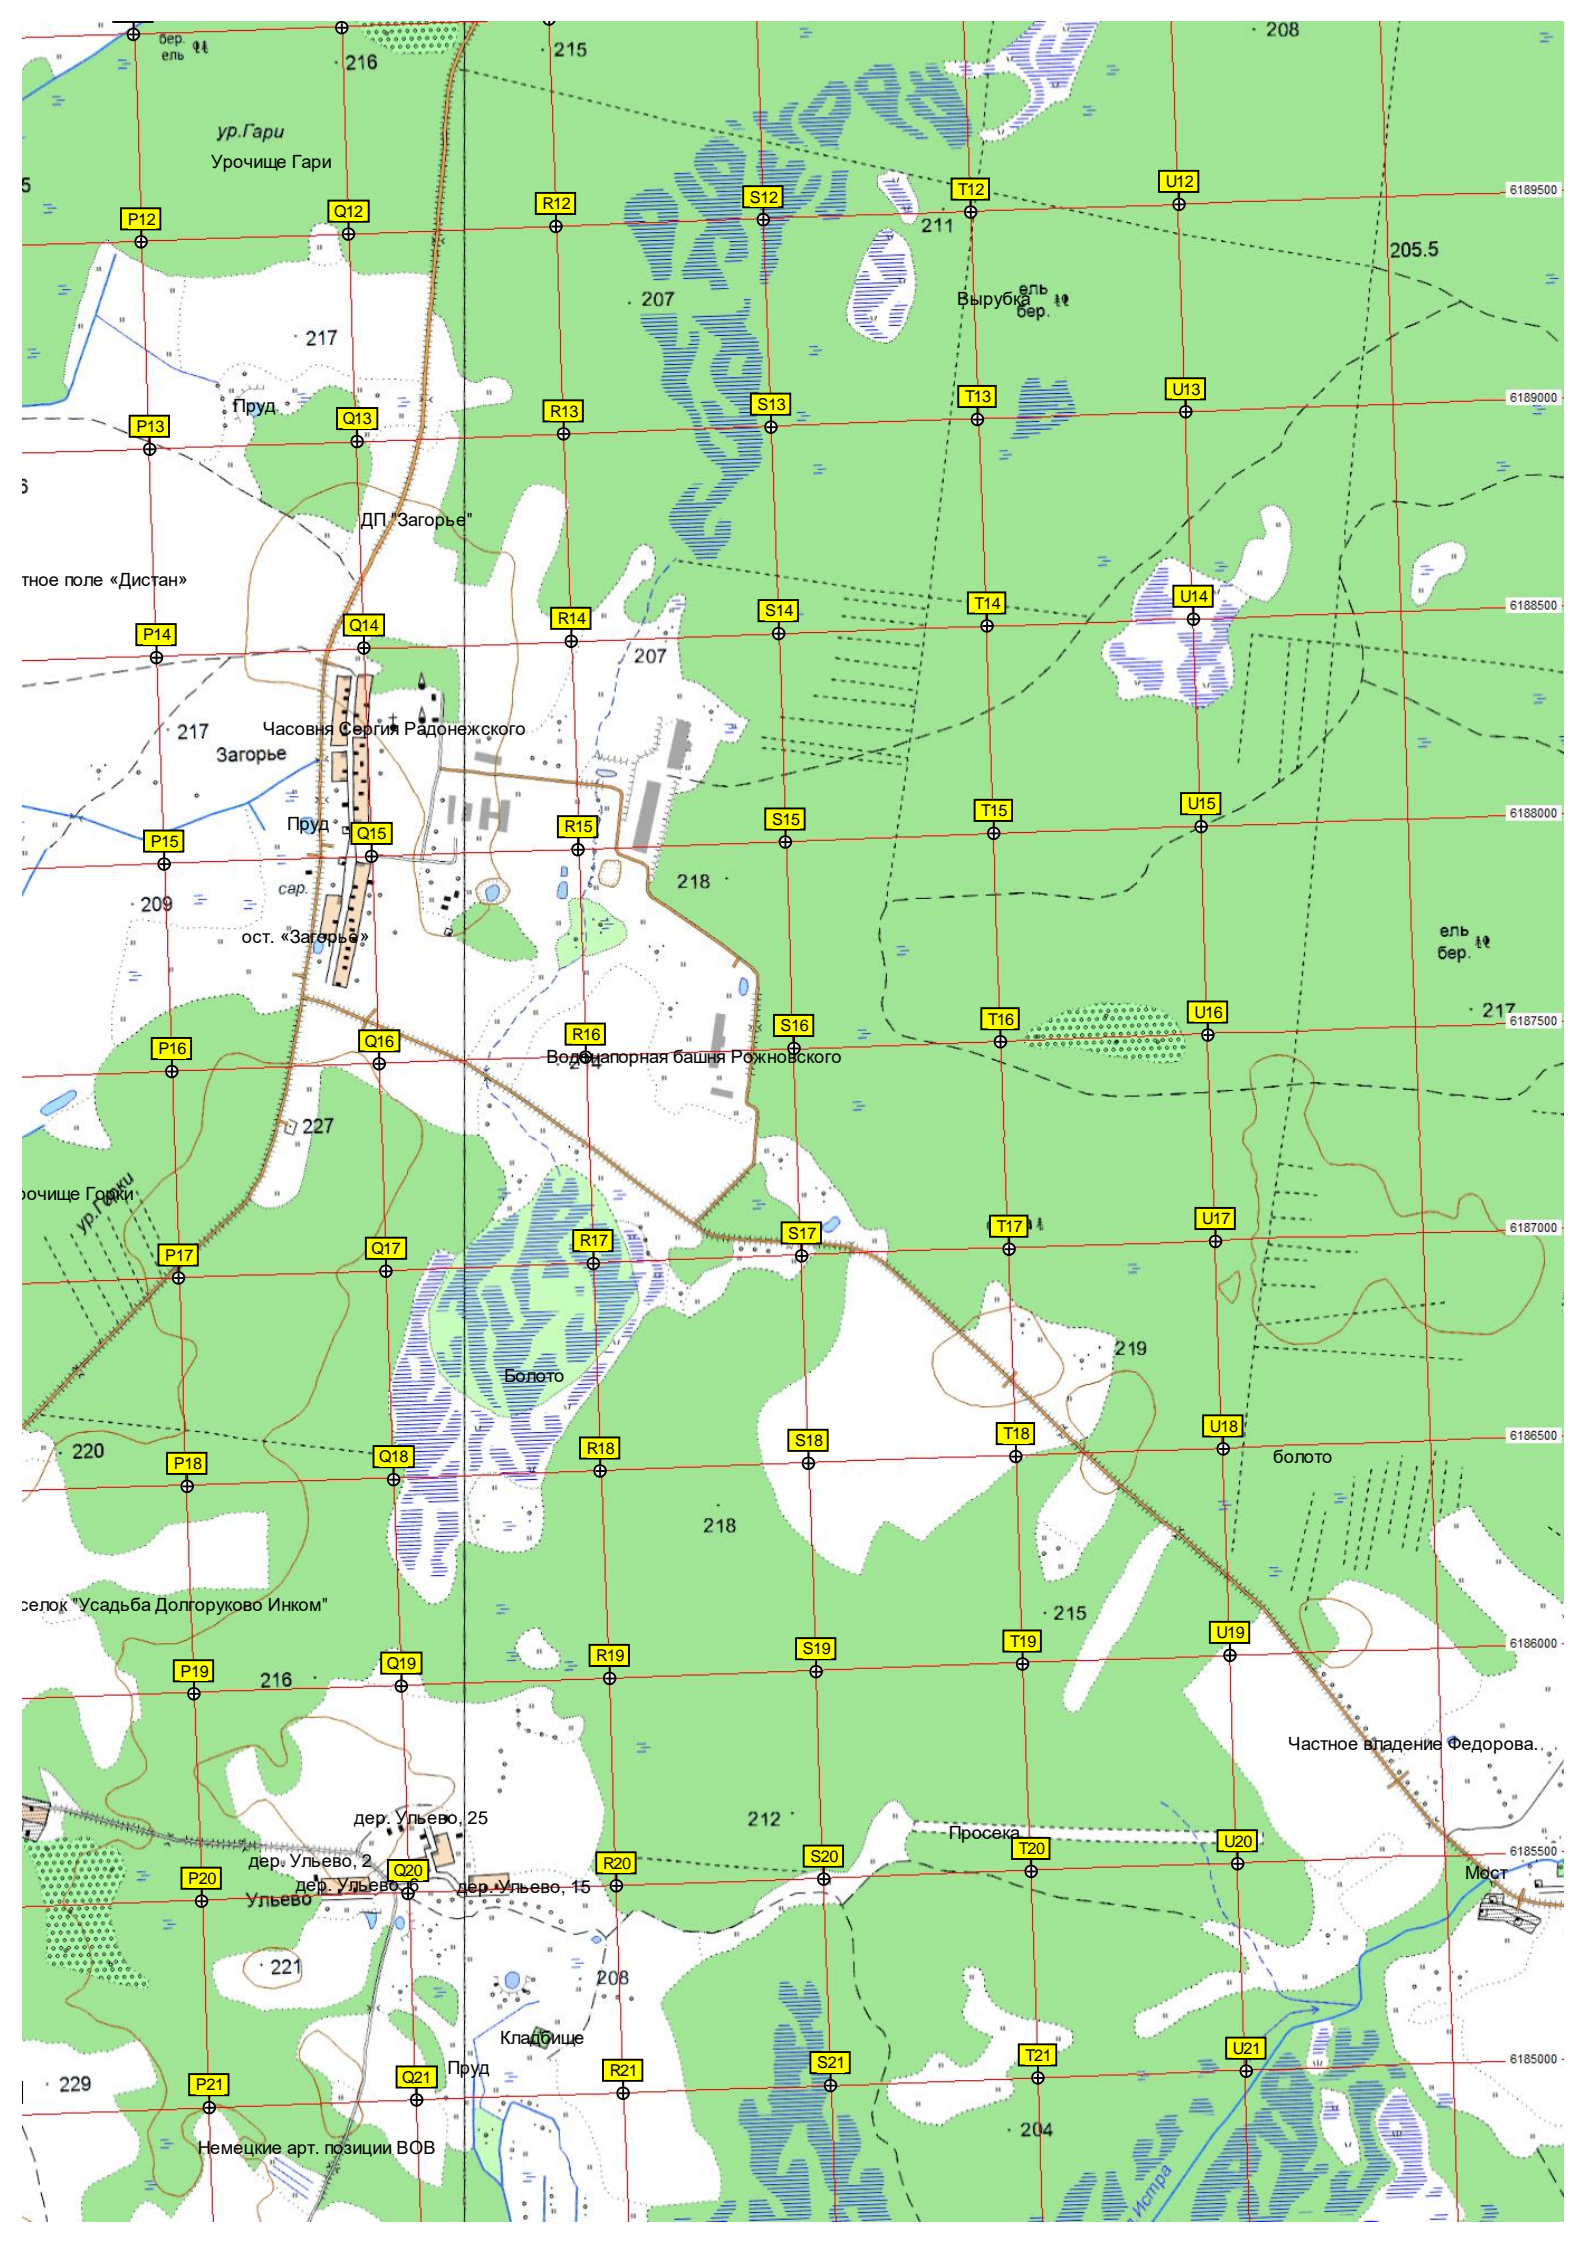 бер.
ель
216
215
208
ур.Гари
Урочище Гари
5
P12
Q12
R12
S12
T12
U12
6189500
211
205.5
207
ель
Вырубка
бер.
217
Пруд
P13
Q13
R13
S13
T13
U13
6189000
6
ДП "Загорье"
тное поле «Дистан»
P14
Q14
R14
S14
T14
U14
6188500
207
217
Часовня Сергия Радонежского
Загорье
Пруд
P15
Q15
R15
S15
T15
U15
6188000
218
сар.
209
ост. «Загорье»
ель
бер.
217
P16
Q16
R16
S16
T16
U16
6187500
Водонапорная башня Рожновского
227
рочище Горки
ур.Горки
P17
Q17
R17
S17
T17
U17
6187000
219
Болото
220
P18
Q18
R18
S18
T18
U18
6186500
болото
218
селок "Усадьба Долгоруково Инком"
215
P19
Q19
R19
S19
T19
U19
6186000
216
Частное владение Федорова..
дер. Ульево, 25
212
Просека
дер. Ульево, 2
P20
Q20
R20
S20
T20
U20
6185500
дер. Ульево, 6
дер. Ульево, 15
Ульево
Мост
221
208
Кладбище
Пруд
229
P21
Q21
R21
S21
T21
U21
6185000
204
Немецкие арт. позиции ВОВ
Истра